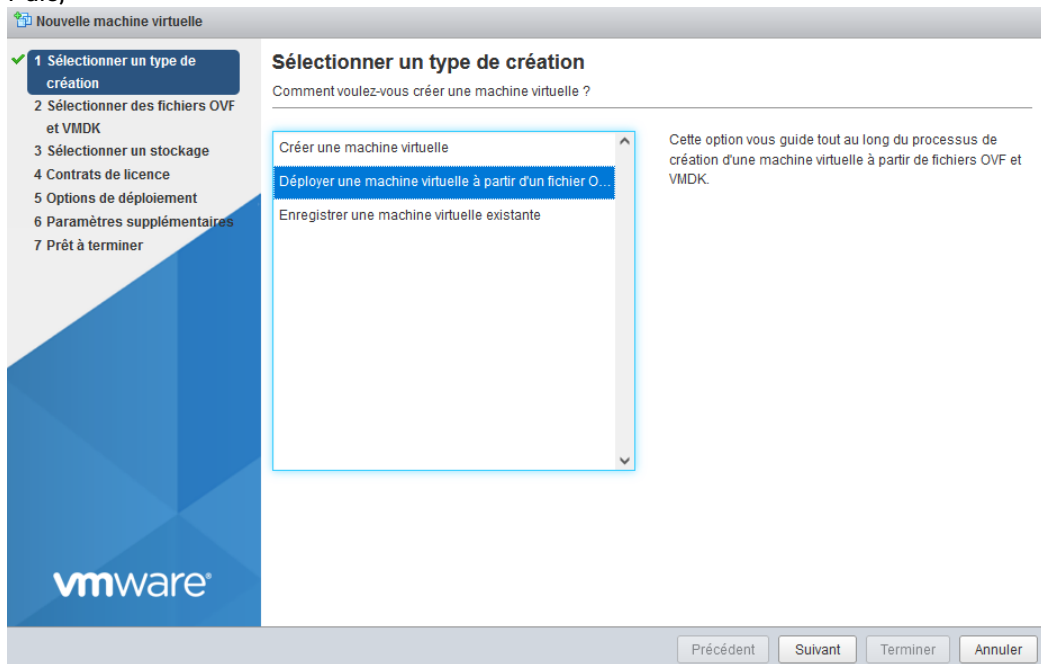 Nouvelle machine virtuelle
1 Sélectionner un type de
création
2 Sélectionner des fichiers OVF
et VMDK
3 Sélectionner un stockage
4 Contrats de licence
5 Options de déploiement
6 Paramètres supplémentaires
7 Prêt à terminer
Sélectionner un type de création
Comment voulez-vous créer une machine virtuelle ?
Créer une machine virtuelle
Déployer une machine virtuelle à partir d'un fichier O...
Enregistrer une machine virtuelle existante
Cette option vous guide tout au long du processus de
création d'une machine virtuelle à partir de fichiers OVF et
VMDK.
vmware®
Précédent
Suivant
Terminer
Annuler